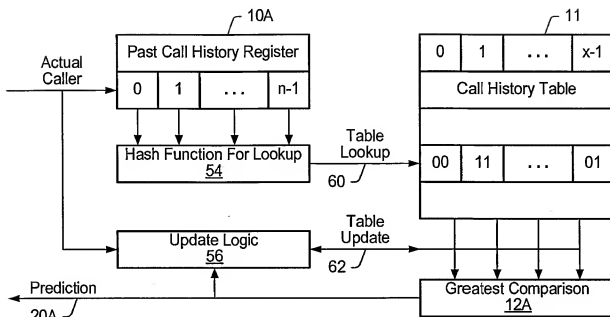 10A
11
Past Call History Register
0 1 ... n-1
0 1 ... x-1
Call History Table
Actual
Caller
Hash Function For Lookup
54
Table
Lookup
60
00 11 ... 01
Update Logic
56
Table
Update
62
Prediction
20A
Greatest Comparison
12A